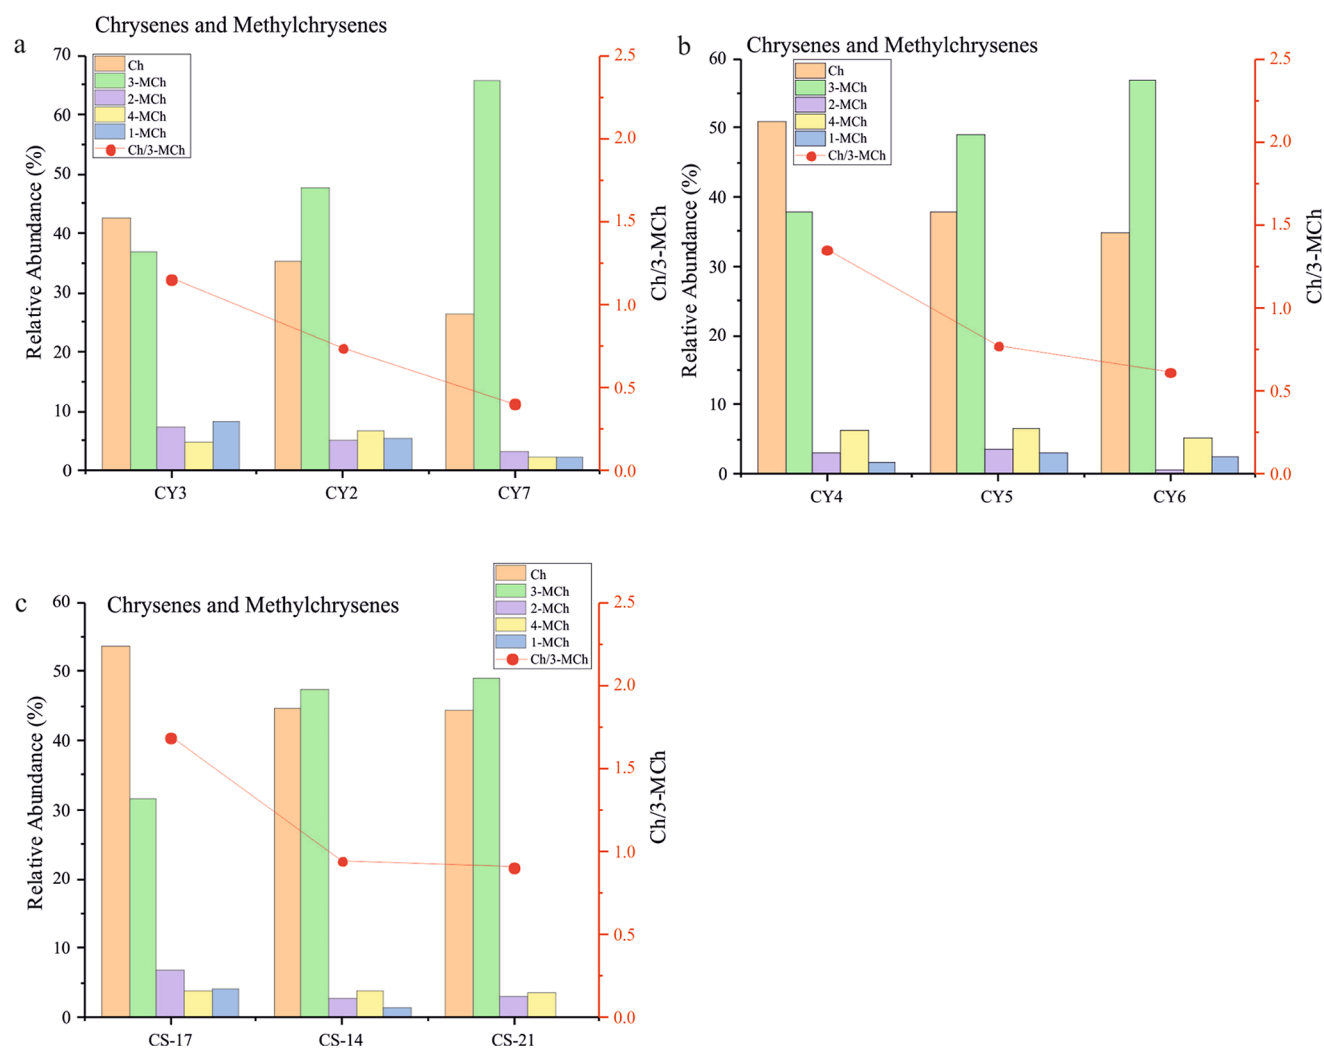 a
Chrysenes and Methylchrysenes
Ch
3-MCh
2-MCh
4-MCh
1-MCh
Ch/3-MCh
Relative Abundance (%)
70
60
50
40
30
20
10
0
2.5
2.0
1.5
1.0
0.5
0.0
Ch/3-MCh
CY3 CY2 CY7
b
Chrysenes and Methylchrysenes
Ch
3-MCh
2-MCh
4-MCh
1-MCh
Ch/3-MCh
Relative Abundance (%)
60
50
40
30
20
10
0
2.5
2.0
1.5
1.0
0.5
0.0
Ch/3-MCh
CY4 CY5 CY6
c
Chrysenes and Methylchrysenes
Ch
3-MCh
2-MCh
4-MCh
1-MCh
Ch/3-MCh
Relative Abundance (%)
60
50
40
30
20
10
0
2.5
2.0
1.5
1.0
0.5
0.0
Ch/3-MCh
CS-17 CS-14 CS-21